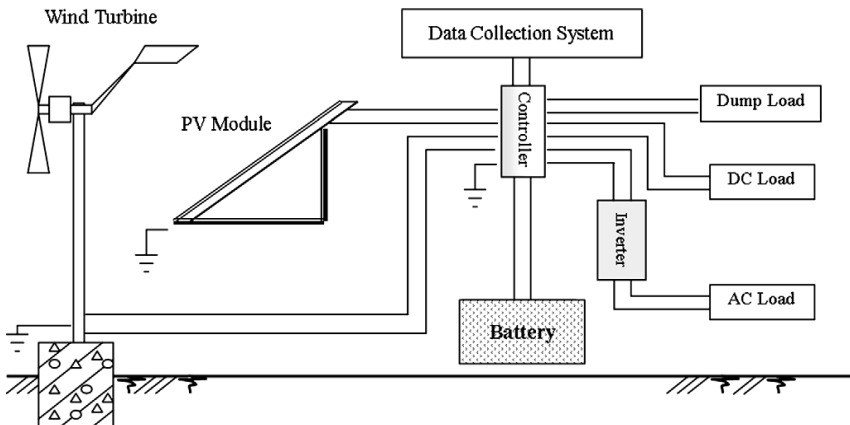 Wind Turbine
Data Collection System
PV Module
Controller
Dump Load
DC Load
Inverter
AC Load
Battery